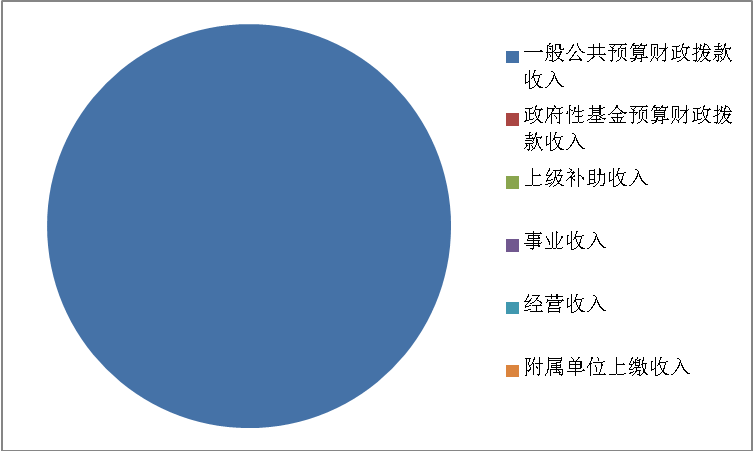 一般公共预算财政拨款
收入
政府性基金预算财政拨
款收入
上级补助收入
事业收入
经营收入
附属单位上缴收入